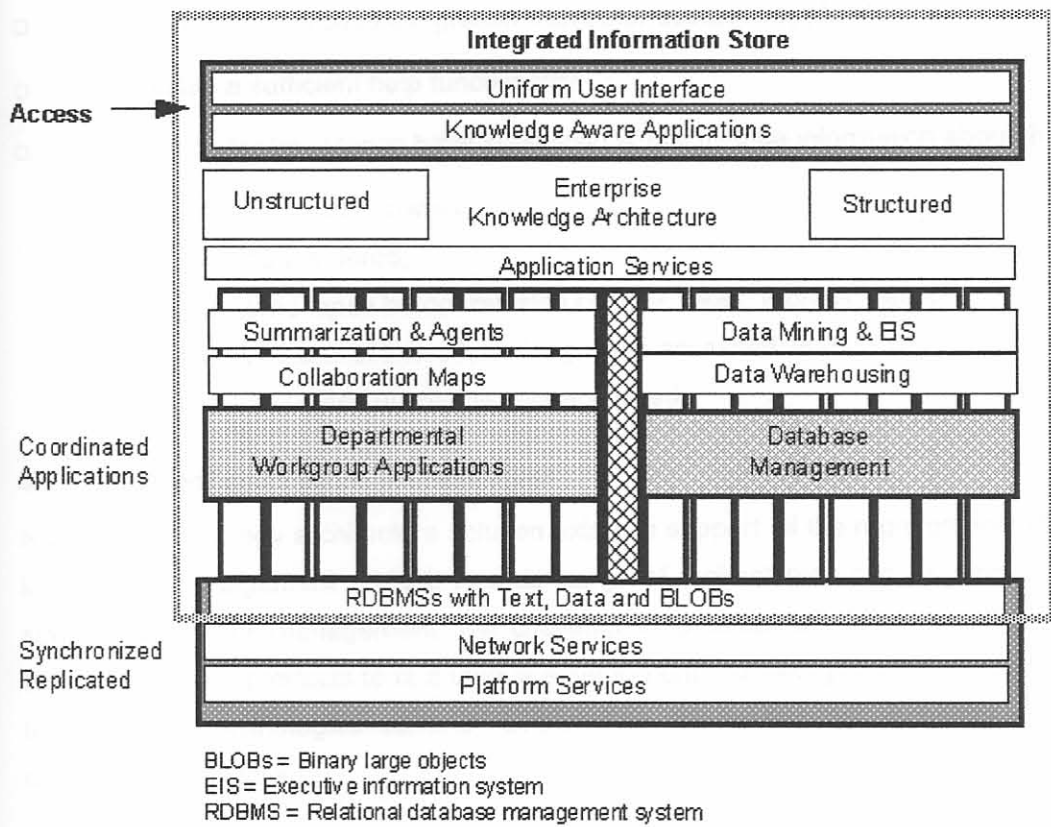 Integrated Information Store
Access
Uniform User Interface
Knowledge Aware Applications
Unstructured
Enterprise
Knowledge Architecture
Structured
Application Services
Summarization & Agents
Data Mining & EIS
Collaboration Maps
Data Warehousing
Coordinated
Applications
Departmental
Workgroup Applications
Database
Management
RDBMSs with Text, Data and BLOBs
Synchronized
Replicated
Network Services
Platform Services
BLOBs = Binary large objects
EIS = Executive information system
RDBMS = Relational database management system